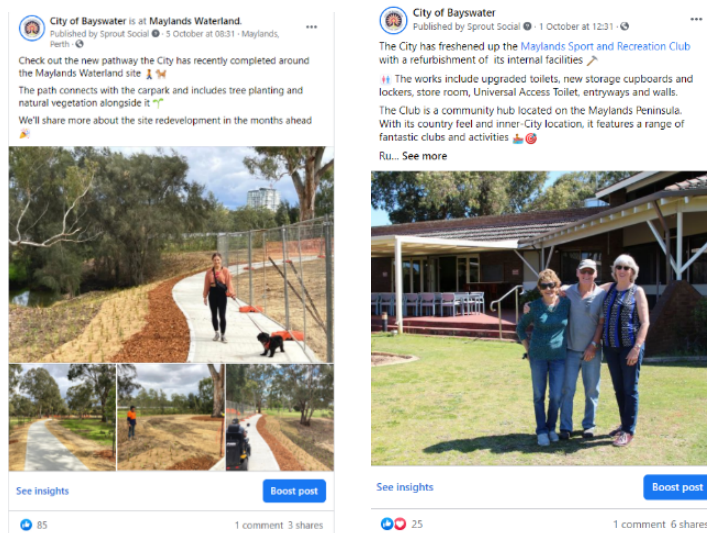 City of Bayswater is at Maylands Waterland.
Published by Sprout Social · 5 October at 08:31 · Maylands,
Perth ·
Check out the new pathway the City has recently completed around
the Maylands Waterland site 🚶🐕
The path connects with the carpark and includes tree planting and
natural vegetation alongside it 🌱
We'll share more about the site redevelopment in the months ahead
🎉
See insights
Boost post
85
1 comment 3 shares
City of Bayswater
Published by Sprout Social · 1 October at 12:31 ·
The City has freshened up the Maylands Sport and Recreation Club
with a refurbishment of its internal facilities 🔨
🚻 The works include upgraded toilets, new storage cupboards and
lockers, store room, Universal Access Toilet, entryways and walls.
The Club is a community hub located on the Maylands Peninsula.
With its country feel and inner-City location, it features a range of
fantastic clubs and activities 🚣🎯
Ru... See more
See insights
Boost post
25
1 comment 6 shares